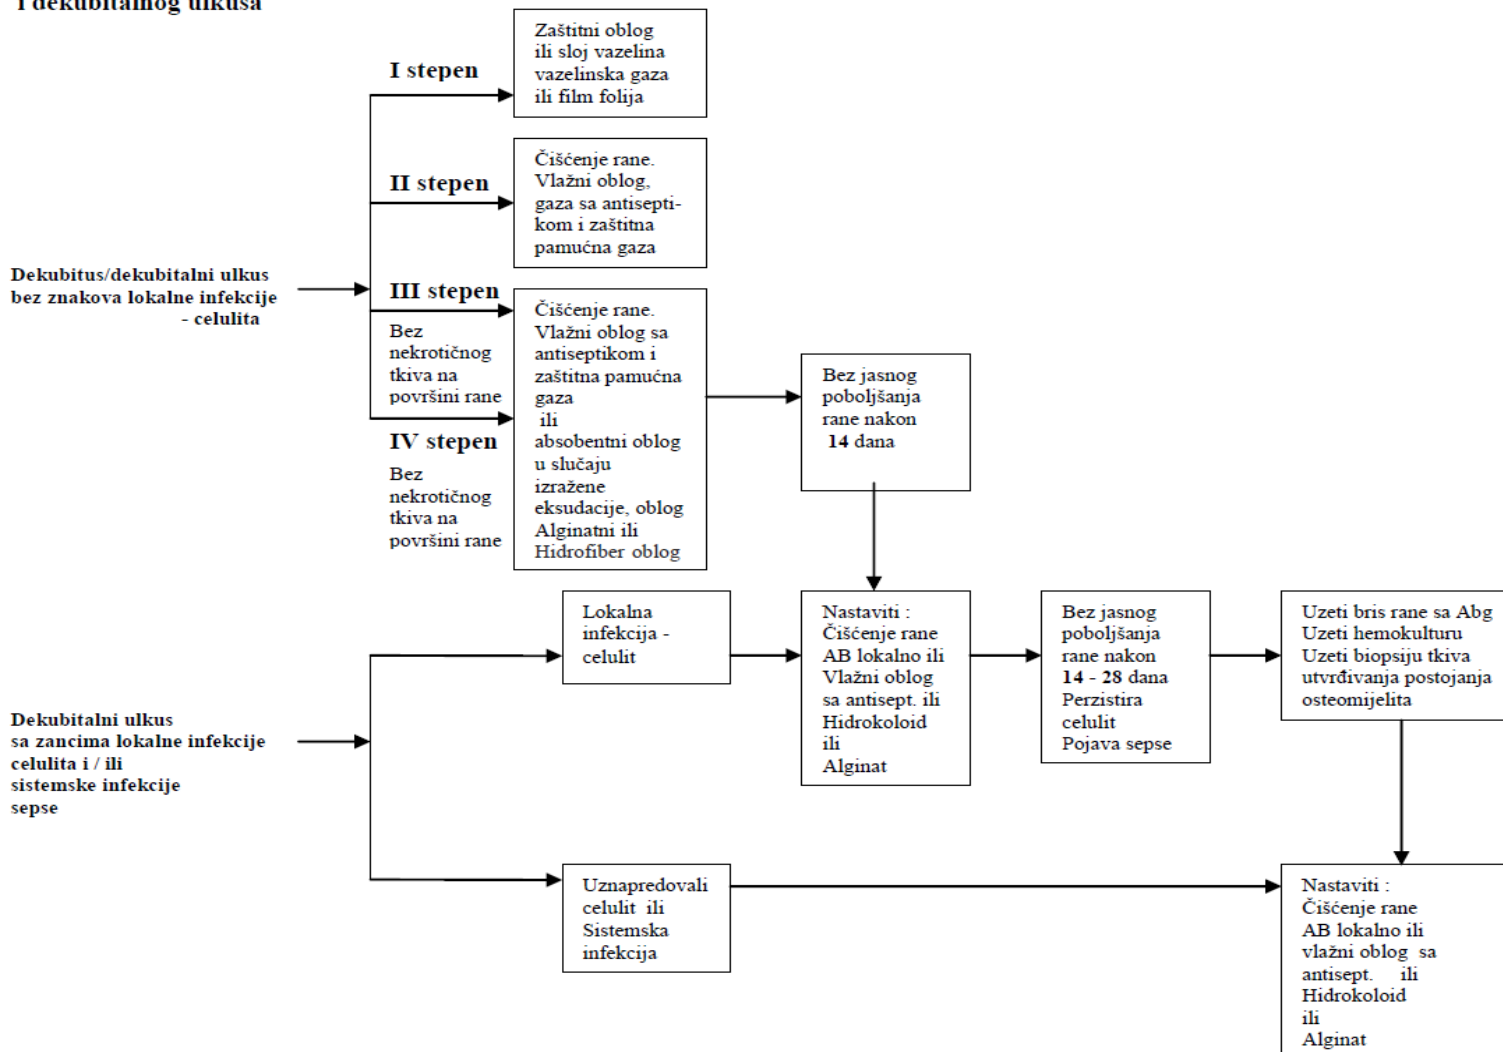 i dekubitalnog ulkusa
Zaštitni oblog
ili sloj vazelina
vazelinska gaza
ili film folija
I stepen
Čišćenje rane.
Vlažni oblog,
gaza sa antisepti-
kom i zaštitna
pamućna gaza
II stepen
Dekubitus/dekubitalni ulkus
bez znakova lokalne infekcije
- celulita
III stepen
Bez
nekrotičnog
tkiva na
površini rane
IV stepen
Bez
nekrotičnog
tkiva na
površini rane
Čišćenje rane.
Vlažni oblog sa
antiseptikom i
zaštitna pamućna
gaza
ili
absobentni oblog
u slučaju
izražene
eksudacije, oblog
Alginatni ili
Hidrofiber oblog
Bez jasnog
poboljšanja
rane nakon
14 dana
Lokalna
infekcija -
celulit
Nastaviti :
Čišćenje rane
AB lokalno ili
Vlažni oblog
sa antisept. ili
Hidrokoloid
ili
Alginat
Bez jasnog
poboljšanja
rane nakon
14 - 28 dana
Perzistira
celulit
Pojava sepse
Uzeti bris rane sa Abg
Uzeti hemokulturu
Uzeti biopsiju tkiva
utvrđivanja postojanja
osteomijelita
Dekubitalni ulkus
sa zancima lokalne infekcije
celulita i / ili
sistemske infekcije
sepse
Uznapredovali
celulit ili
Sistemska
infekcija
Nastaviti :
Čišćenje rane
AB lokalno ili
vlažni oblog sa
antisept. ili
Hidrokoloid
ili
Alginat